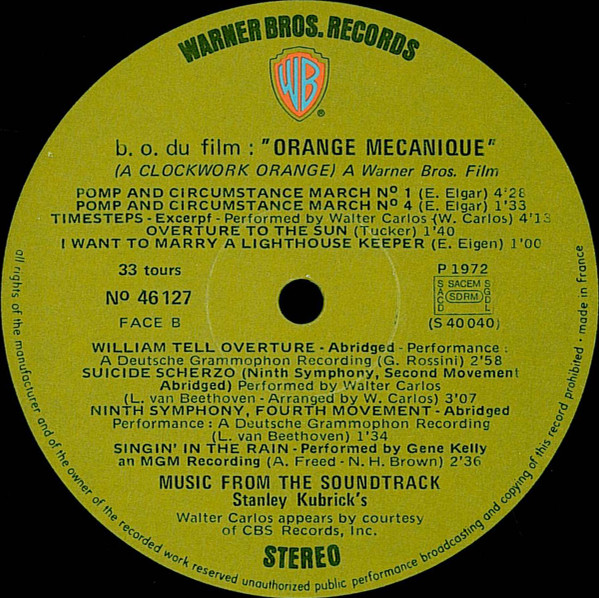 WARNER BROS. RECORDS
WB
®
b. o. du film : "ORANGE MECANIQUE"
(A CLOCKWORK ORANGE) A Warner Bros. Film
POMP AND CIRCUMSTANCE MARCH Nº 1 (E. Elgar) 4'28
POMP AND CIRCUMSTANCE MARCH Nº 4 (E. Elgar) 1'33
TIMESTEPS - Excerpf - Performed by Walter Carlos (W. Carlos) 4'13
OVERTURE TO THE SUN (Tucker) 1'40
I WANT TO MARRY A LIGHTHOUSE KEEPER (E. Eigen) 1'00
33 tours
P 1972
Nº 46127
SACD SACEM SDRM SGDL
FACE B
(S 40 040)
WILLIAM TELL OVERTURE - Abridged - Performance :
A Deutsche Grammophon Recording (G. Rossini) 2'58
SUICIDE SCHERZO (Ninth Symphony, Second Movement
Abridged) Performed by Walter Carlos
(L. van Beethoven - Arranged by W. Carlos) 3'07
NINTH SYMPHONY, FOURTH MOVEMENT - Abridged
Performance : A Deutsche Grammophon Recording
(L. van Beethoven) 1'34
SINGIN' IN THE RAIN - Performed by Gene Kelly
an MGM Recording (A. Freed - N. H. Brown) 2'36
MUSIC FROM THE SOUNDTRACK
Stanley Kubrick's
Walter Carlos appears by courtesy
of CBS Records, Inc.
STEREO
all rights of the manufacturer and of the owner of the recorded work reserved unauthorized public performance broadcasting and copying of this record prohibited • made in france